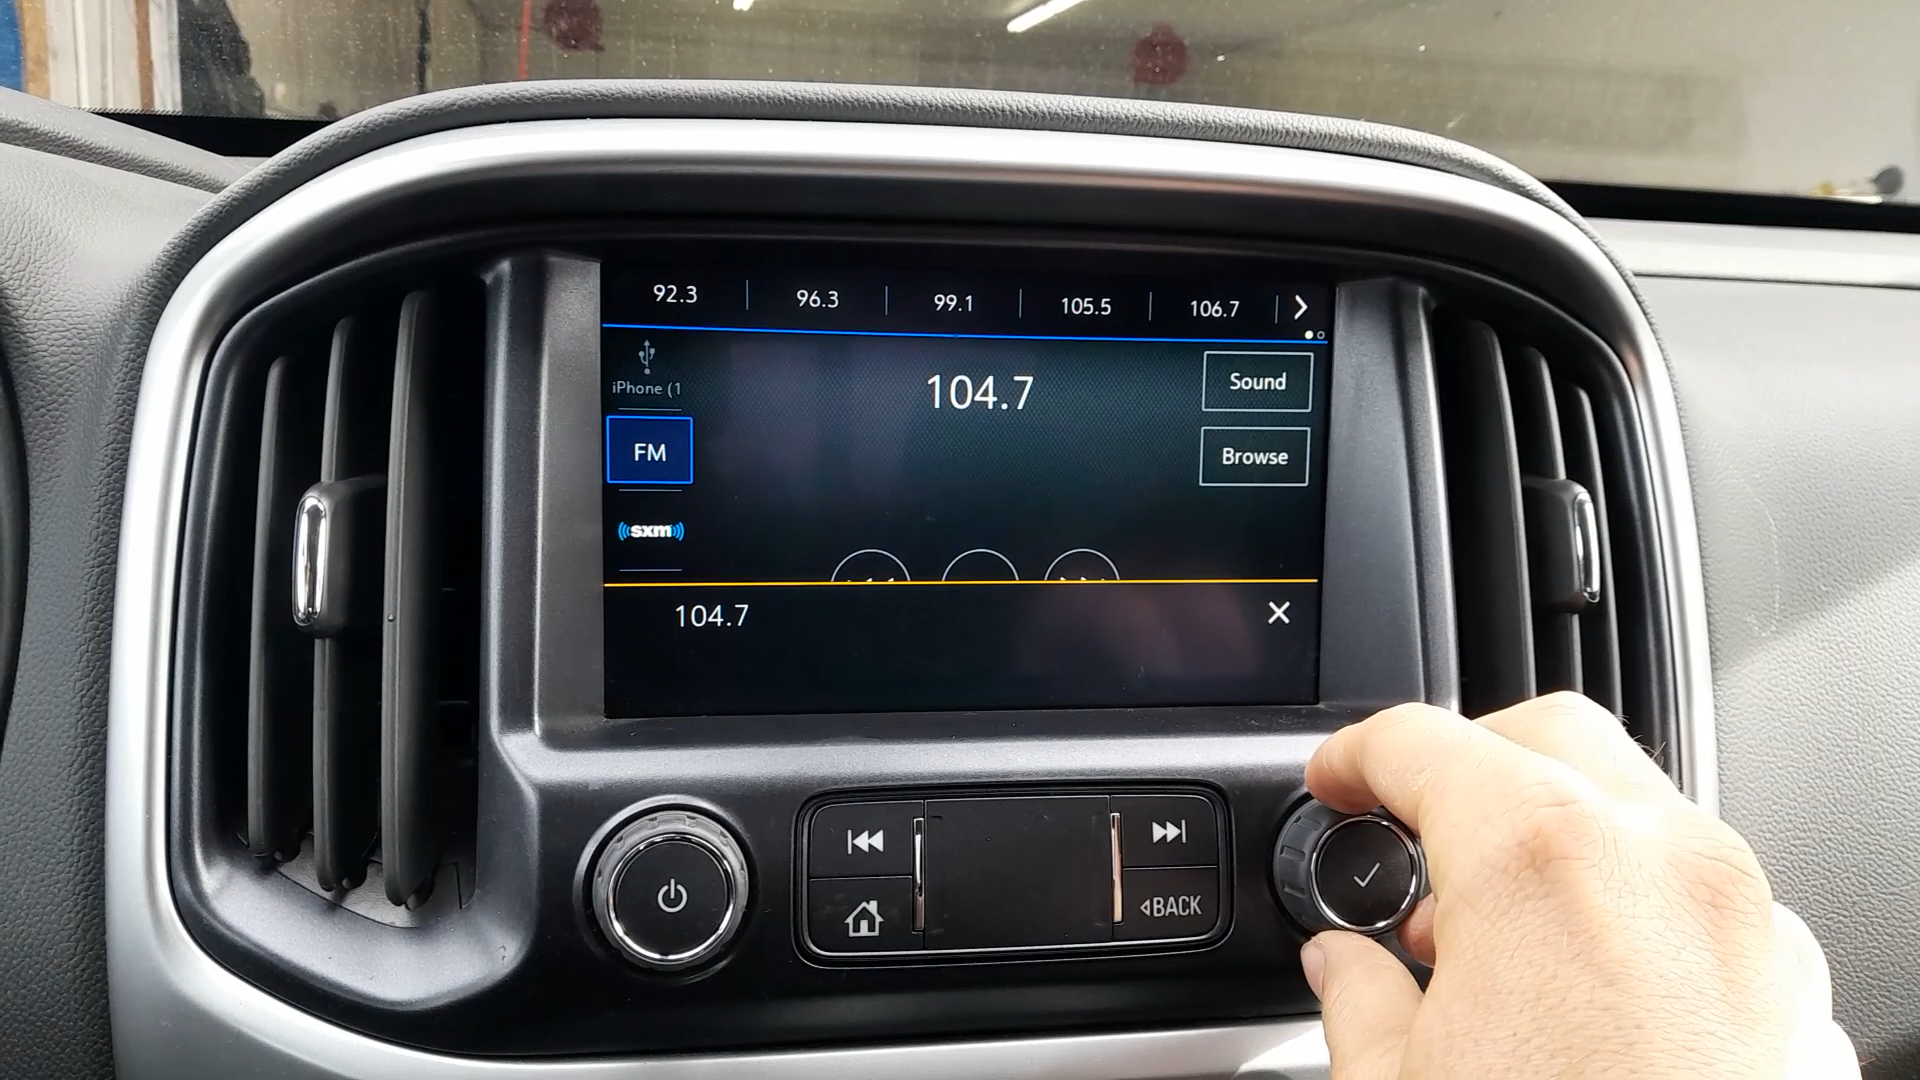 92.3 96.3 99.1 105.5 106.7
iPhone (1
104.7
Sound
FM
Browse
sxm
104.7
BACK